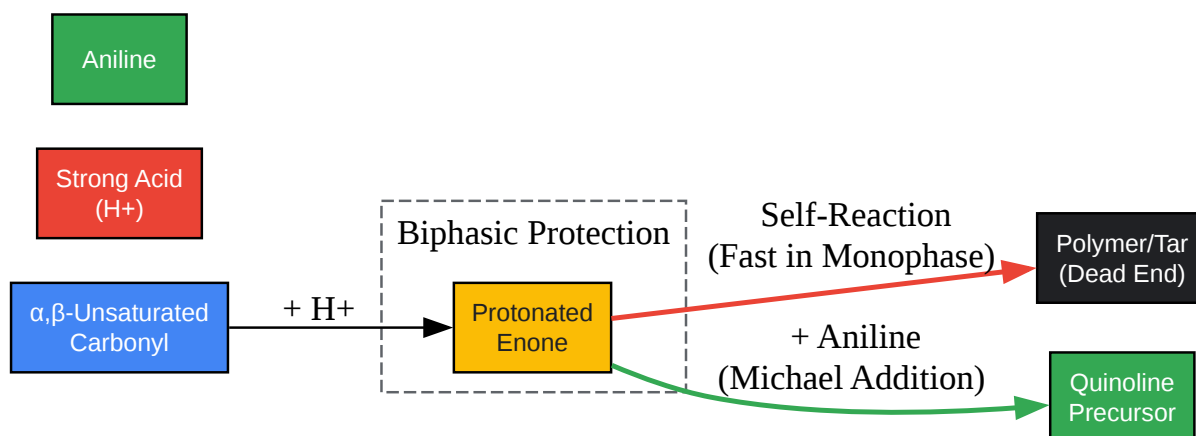 Aniline
Strong Acid
(H+)
α,β-Unsaturated
Carbonyl
+ H+
Biphasic Protection
Protonated
Enone
Self-Reaction
(Fast in Monophase)
+ Aniline
(Michael Addition)
Polymer/Tar
(Dead End)
Quinoline
Precursor